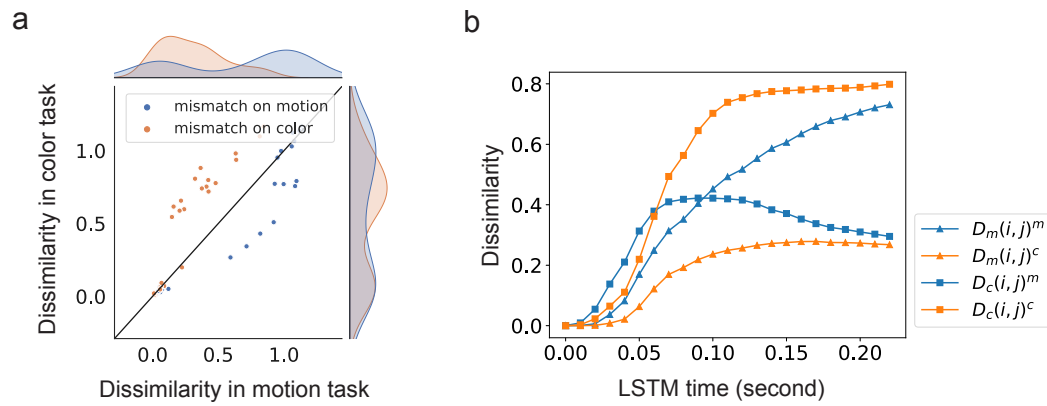 a
Dissimilarity in color task
mismatch on motion
mismatch on color
1.0
0.5
0.0
0.0 0.5 1.0
Dissimilarity in motion task
b
Dissimilarity
0.8
0.6
0.4
0.2
0.0
0.00 0.05 0.10 0.15 0.20
LSTM time (second)
D_m(i, j)^m
D_m(i, j)^c
D_c(i, j)^m
D_c(i, j)^c